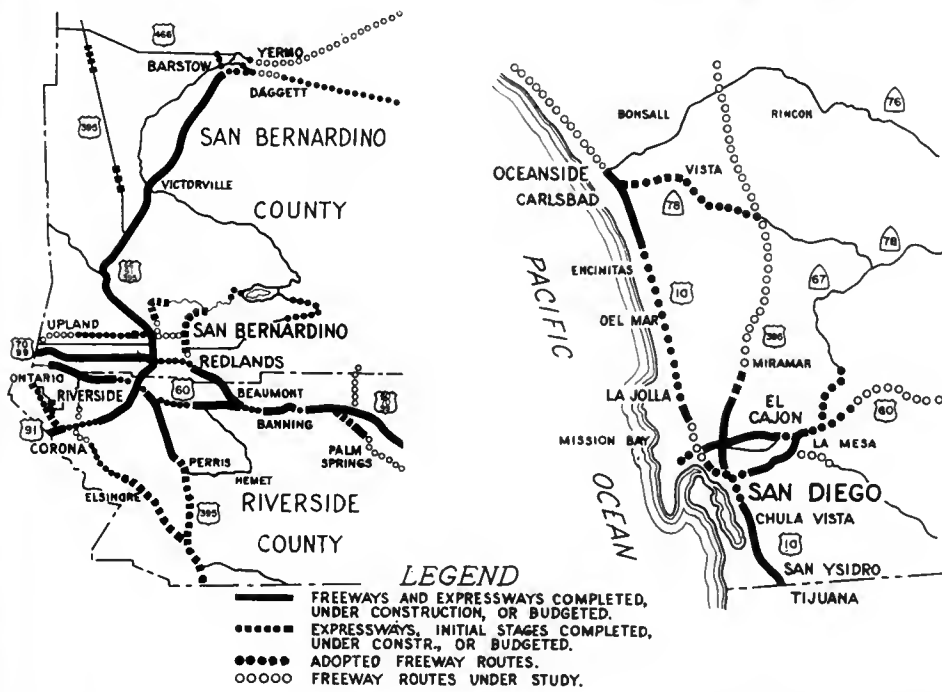 466
YERMO
BARSTOW
DAGGETT
395
SAN BERNARDINO
VICTORVILLE
COUNTY
UPLAND
SAN BERNARDINO
70
99
REDLANDS
ONTARIO
RIVERSIDE
60
BEAUMONT
BANNING
91
CORONA
PALM
SPRINGS
PERRIS
HEMET
ELSINORE
RIVERSIDE
395
COUNTY
76
BONSALL
RINCON
OCEANSIDE
VISTA
CARLSBAD
78
78
ENCINITAS
67
PACIFIC
101
DEL MAR
395
MIRAMAR
LA JOLLA
EL
CAJON
80
MISSION BAY
LA MESA
OCEAN
SAN DIEGO
CHULA VISTA
101
SAN YSIDRO
TIJUANA
LEGEND
FREEWAYS AND EXPRESSWAYS COMPLETED,
UNDER CONSTRUCTION, OR BUDGETED.
EXPRESSWAYS, INITIAL STAGES COMPLETED,
UNDER CONSTR., OR BUDGETED.
ADOPTED FREEWAY ROUTES.
FREEWAY ROUTES UNDER STUDY.